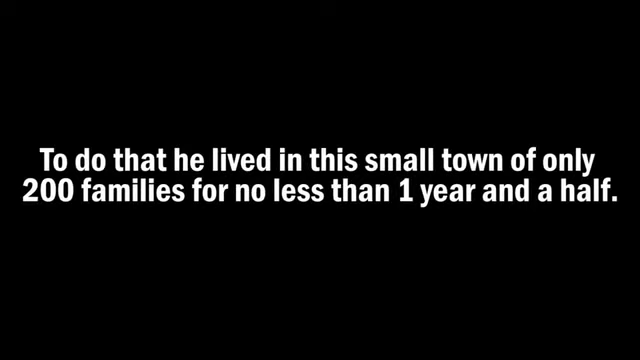 To do that he lived in this small town of only
200 families for no less than 1 year and a half.